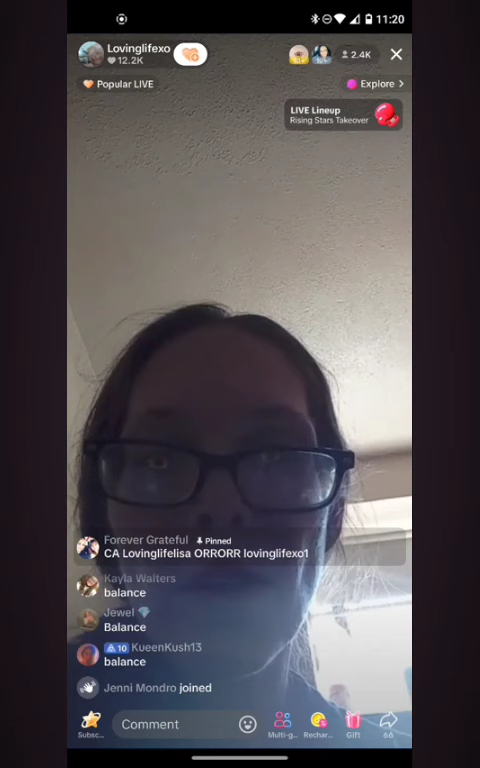 11:20
Lovinglifexo
12.2K
2.4K
Popular LIVE
Explore
LIVE Lineup
Rising Stars Takeover
Forever Grateful Pinned
CA Lovinglifelisa ORRORR lovinglifexo1
Kayla Walters
balance
Jewel
Balance
10 KueenKush13
balance
Jenni Mondro joined
Comment
Subsc... Multi-g... Rechar... Gift 66